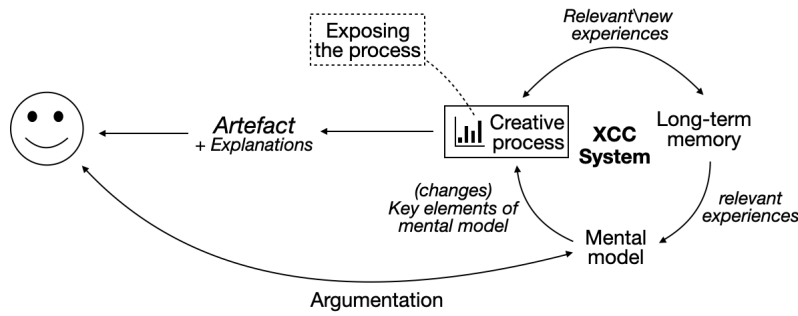 Relevant\new
experiences
Exposing
the process
Artefact
+ Explanations
Creative
process
XCC
System
Long-term
memory
(changes)
Key elements of
mental model
relevant
experiences
Mental
model
Argumentation